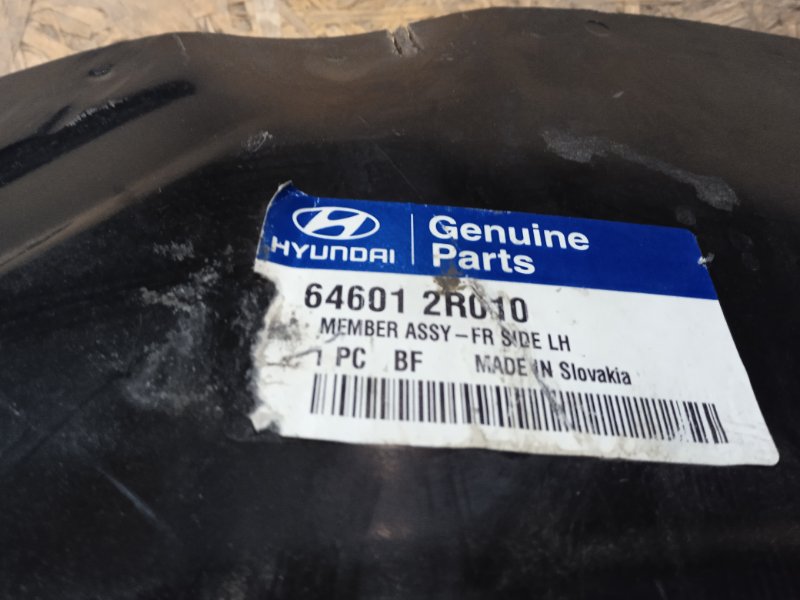 HYUNDAI
Genuine
Parts
64601 2R010
MEMBER ASSY-FR SIDE LH
1 PC BF MADE IN Slovakia